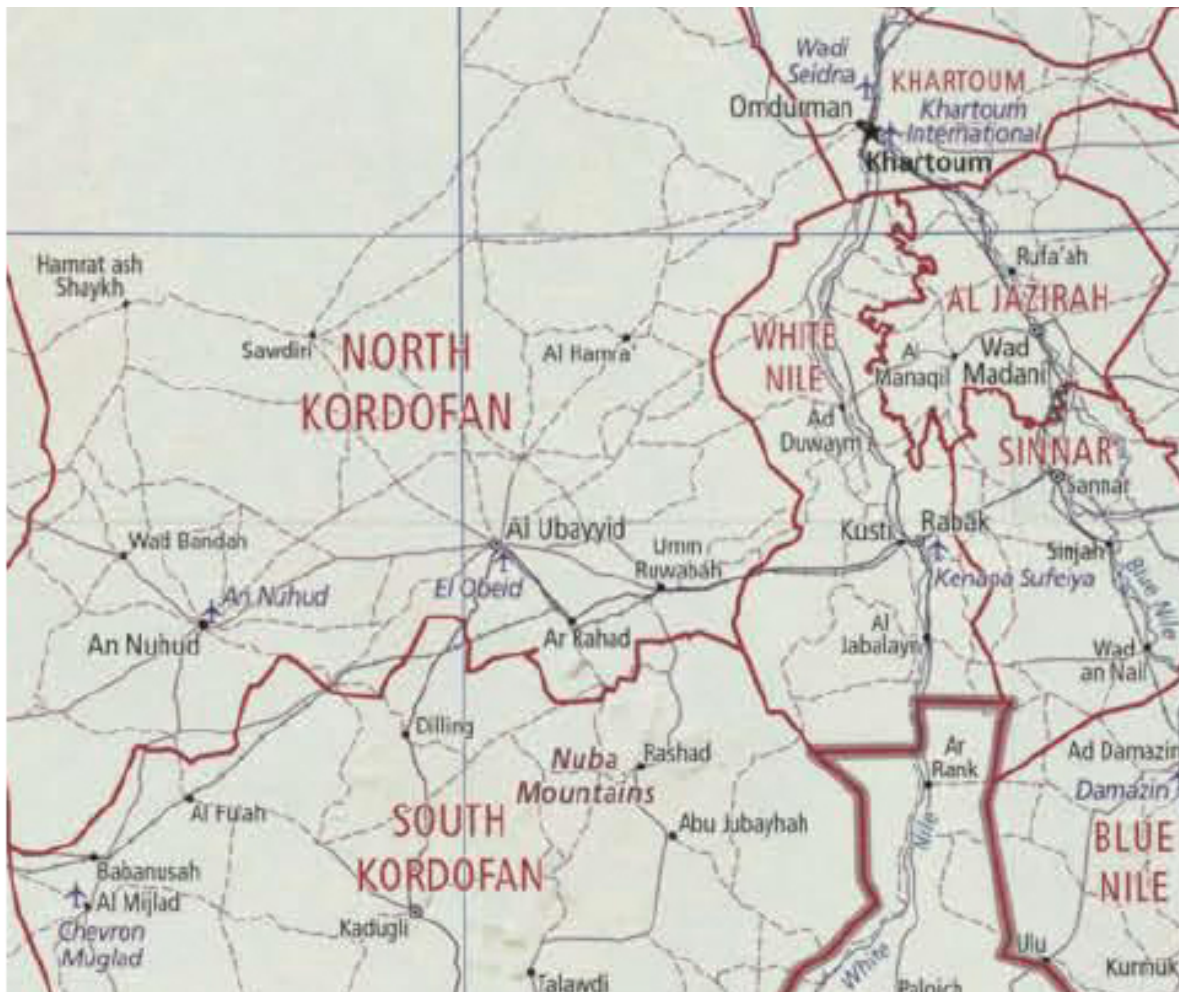 Wadi
Seidna
KHARTOUM
Omdurman
Khartoum
International
Khartoum
Hamrat ash
Shaykh
Rufa'ah
AL JAZIRAH
Sawdiri
NORTH
KORDOFAN
Al Hamra'
WHITE
NILE
Al
Manaqil
Wad
Madani
Ad
Duwaym
SINNAR
Sannar
Wad Bandah
Al Ubayyid
Umm
Ruwabah
Kusti
Rabak
Sinjah
An Nuhud
El Obeid
Kenana Sufeiya
Blue Nile
An Nuhud
Ar Rahad
Al
Jabalayn
Wad
an Nail
Dilling
Nuba
Mountains
Rashad
Ar
Rank
Ad Damazin
Damazin
Al Fulah
SOUTH
KORDOFAN
Abu Jubayhah
Nile
BLUE
NILE
Babanusah
Al Mijlad
Chevron
Muglad
Kadugli
White
Ulu
Kurmuk
Talawdi
Paloich